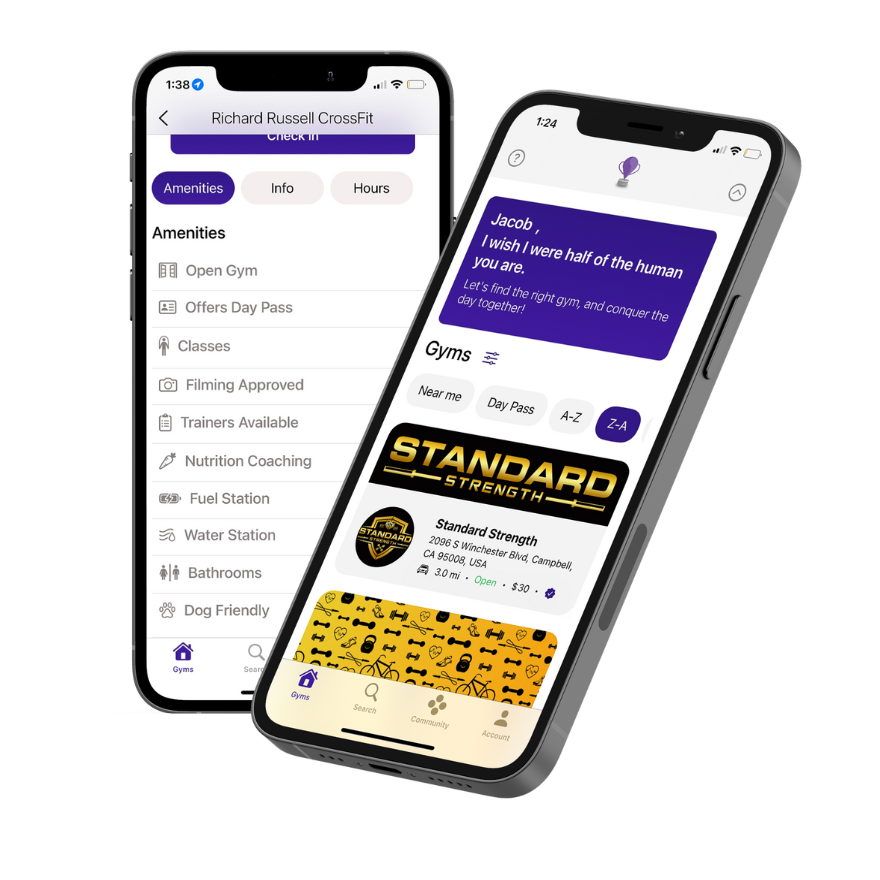 1:38
Richard Russell CrossFit
Check in
Amenities
Info
Hours
Amenities
Open Gym
Offers Day Pass
Classes
Filming Approved
Trainers Available
Nutrition Coaching
Fuel Station
Water Station
Bathrooms
Dog Friendly
Gyms
1:24
?
Jacob ,
I wish I were half of the human
you are.
Let's find the right gym, and conquer the
day together!
Gyms
Near me
Day Pass
A-Z
Z-A
STANDARD
STRENGTH
STANDARD
Standard Strength
2096 S Winchester Blvd, Campbell,
CA 95008, USA
3.0 mi • Open • $30 •
Gyms
Search
Community
Account